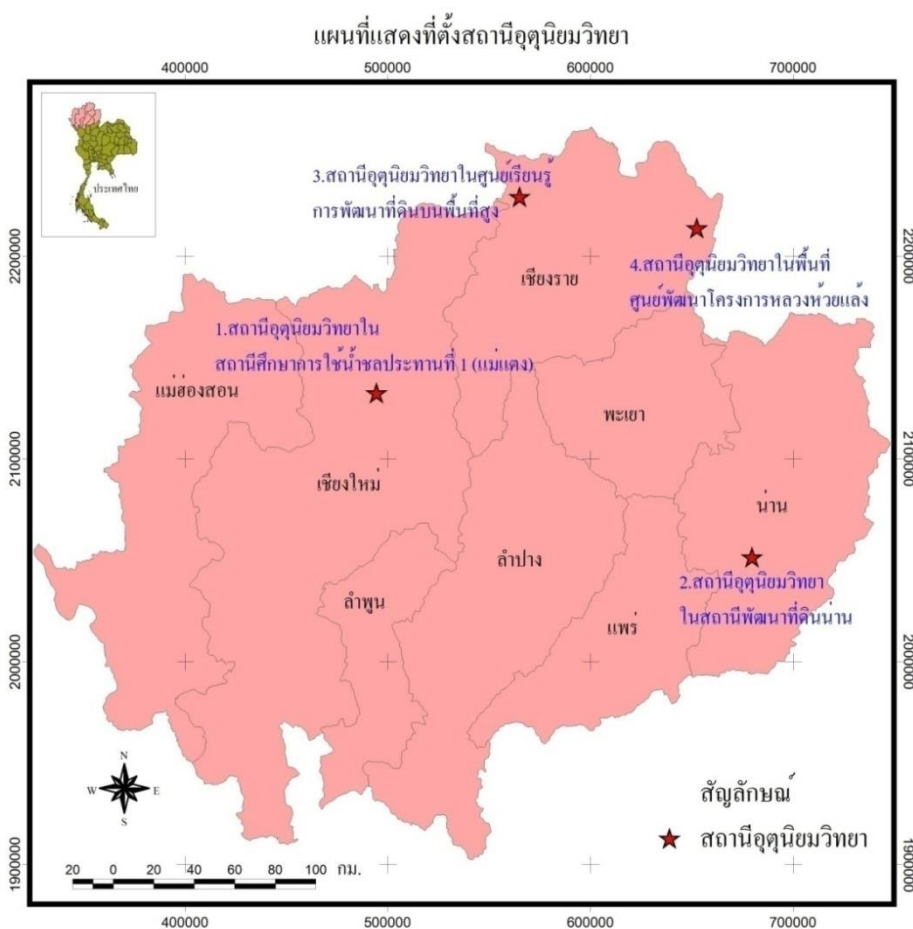 แผนที่แสดงที่ตั้งสถานีอุตุนิยมวิทยา
400000 500000 600000 700000
ประเทศไทย
3.สถานีอุตุนิยมวิทยาในศูนย์เรียนรู้
การพัฒนาที่ดินบนพื้นที่สูง
2200000 2200000
เชียงราย
4.สถานีอุตุนิยมวิทยาในพื้นที่
ศูนย์พัฒนาโครงการหลวงห้วยแล้ง
1.สถานีอุตุนิยมวิทยาใน
สถานีศึกษาการใช้น้ำชลประทานที่ 1 (แม่แตง)
แม่ฮ่องสอน
พะเยา
2100000 2100000
เชียงใหม่
น่าน
ลำปาง
2.สถานีอุตุนิยมวิทยา
ในสถานีพัฒนาที่ดินน่าน
ลำพูน
แพร่
2000000 2000000
N
W E
S
สัญลักษณ์
สถานีอุตุนิยมวิทยา
1900000 1900000
20 0 20 40 60 80 100 กม.
400000 500000 600000 700000